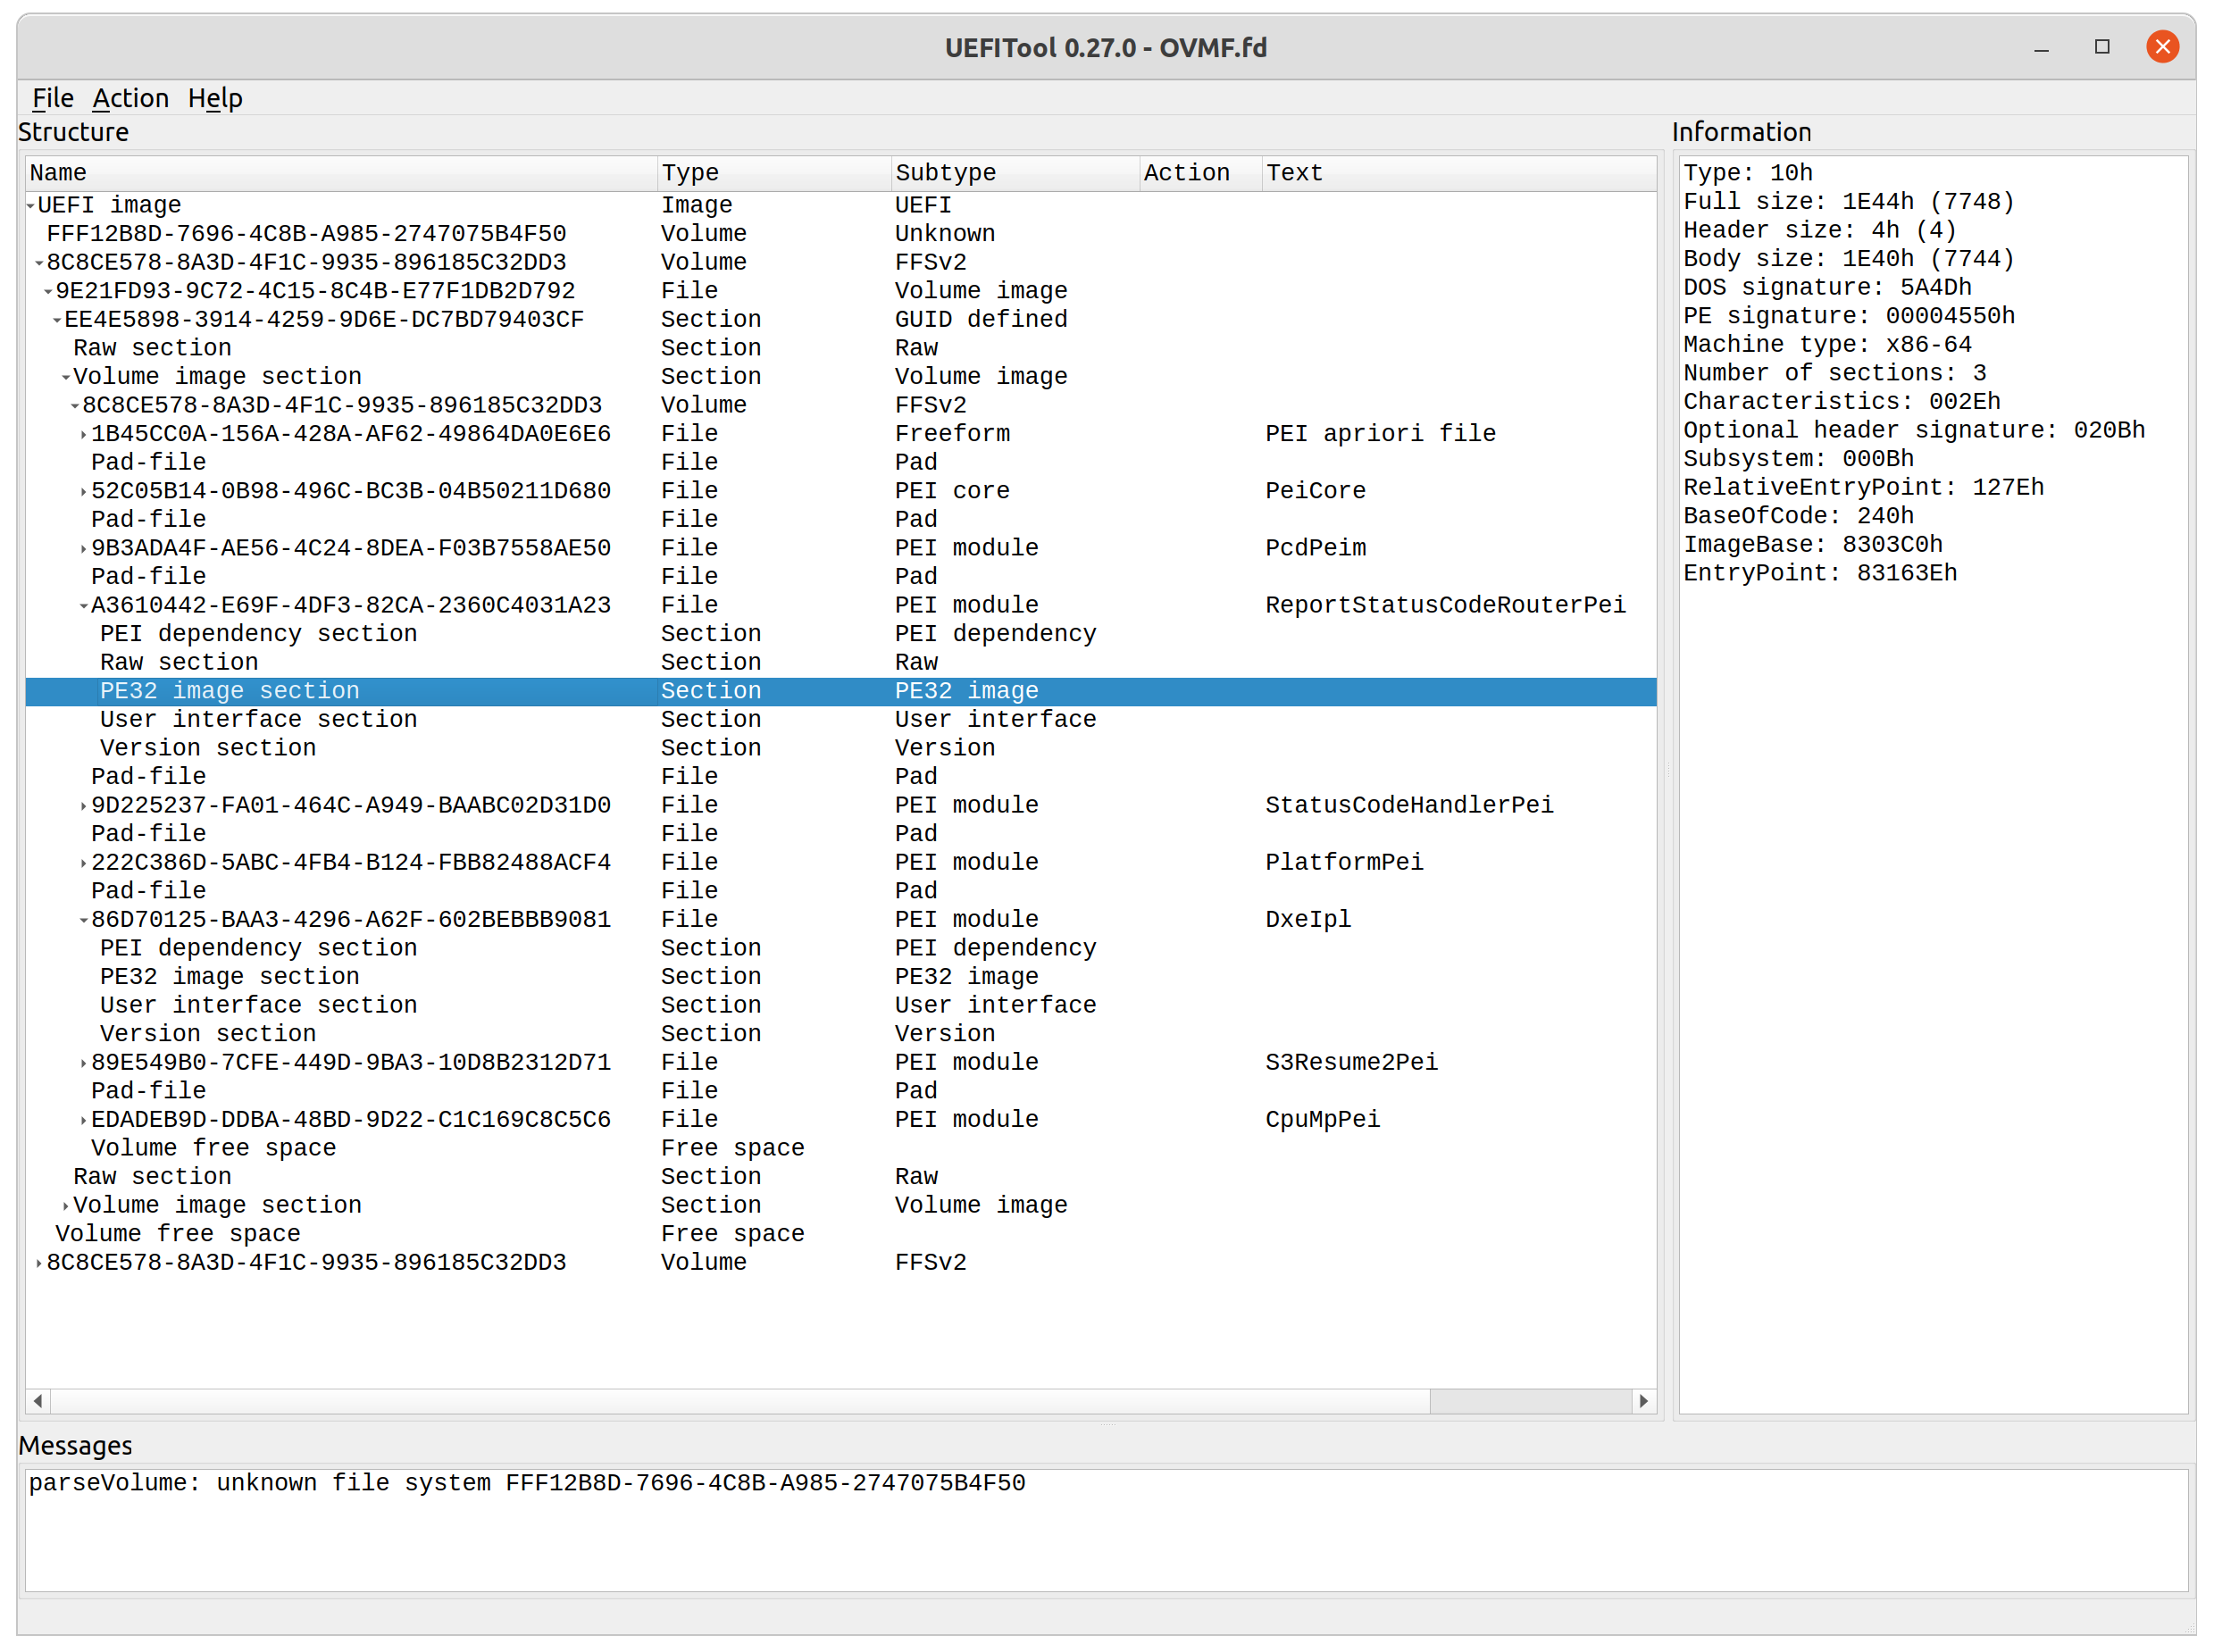 UEFITool 0.27.0 - OVMF.fd
File Action Help
Structure
Name Type Subtype Action Text
UEFI image Image UEFI
FFF12B8D-7696-4C8B-A985-2747075B4F50 Volume Unknown
8C8CE578-8A3D-4F1C-9935-896185C32DD3 Volume FFSv2
9E21FD93-9C72-4C15-8C4B-E77F1DB2D792 File Volume image
EE4E5898-3914-4259-9D6E-DC7BD79403CF Section GUID defined
Raw section Section Raw
Volume image section Section Volume image
8C8CE578-8A3D-4F1C-9935-896185C32DD3 Volume FFSv2
1B45CC0A-156A-428A-AF62-49864DA0E6E6 File Freeform PEI apriori file
Pad-file File Pad
52C05B14-0B98-496C-BC3B-04B50211D680 File PEI core PeiCore
Pad-file File Pad
9B3ADA4F-AE56-4C24-8DEA-F03B7558AE50 File PEI module PcdPeim
Pad-file File Pad
A3610442-E69F-4DF3-82CA-2360C4031A23 File PEI module ReportStatusCodeRouterPei
PEI dependency section Section PEI dependency
Raw section Section Raw
PE32 image section Section PE32 image
User interface section Section User interface
Version section Section Version
Pad-file File Pad
9D225237-FA01-464C-A949-BAABC02D31D0 File PEI module StatusCodeHandlerPei
Pad-file File Pad
222C386D-5ABC-4FB4-B124-FBB82488ACF4 File PEI module PlatformPei
Pad-file File Pad
86D70125-BAA3-4296-A62F-602BEBBB9081 File PEI module DxeIpl
PEI dependency section Section PEI dependency
PE32 image section Section PE32 image
User interface section Section User interface
Version section Section Version
89E549B0-7CFE-449D-9BA3-10D8B2312D71 File PEI module S3Resume2Pei
Pad-file File Pad
EDADEB9D-DDBA-48BD-9D22-C1C169C8C5C6 File PEI module CpuMpPei
Volume free space Free space
Raw section Section Raw
Volume image section Section Volume image
Volume free space Free space
8C8CE578-8A3D-4F1C-9935-896185C32DD3 Volume FFSv2
Information
Type: 10h
Full size: 1E44h (7748)
Header size: 4h (4)
Body size: 1E40h (7744)
DOS signature: 5A4Dh
PE signature: 00004550h
Machine type: x86-64
Number of sections: 3
Characteristics: 002Eh
Optional header signature: 020Bh
Subsystem: 000Bh
RelativeEntryPoint: 127Eh
BaseOfCode: 240h
ImageBase: 8303C0h
EntryPoint: 83163Eh
Messages
parseVolume: unknown file system FFF12B8D-7696-4C8B-A985-2747075B4F50